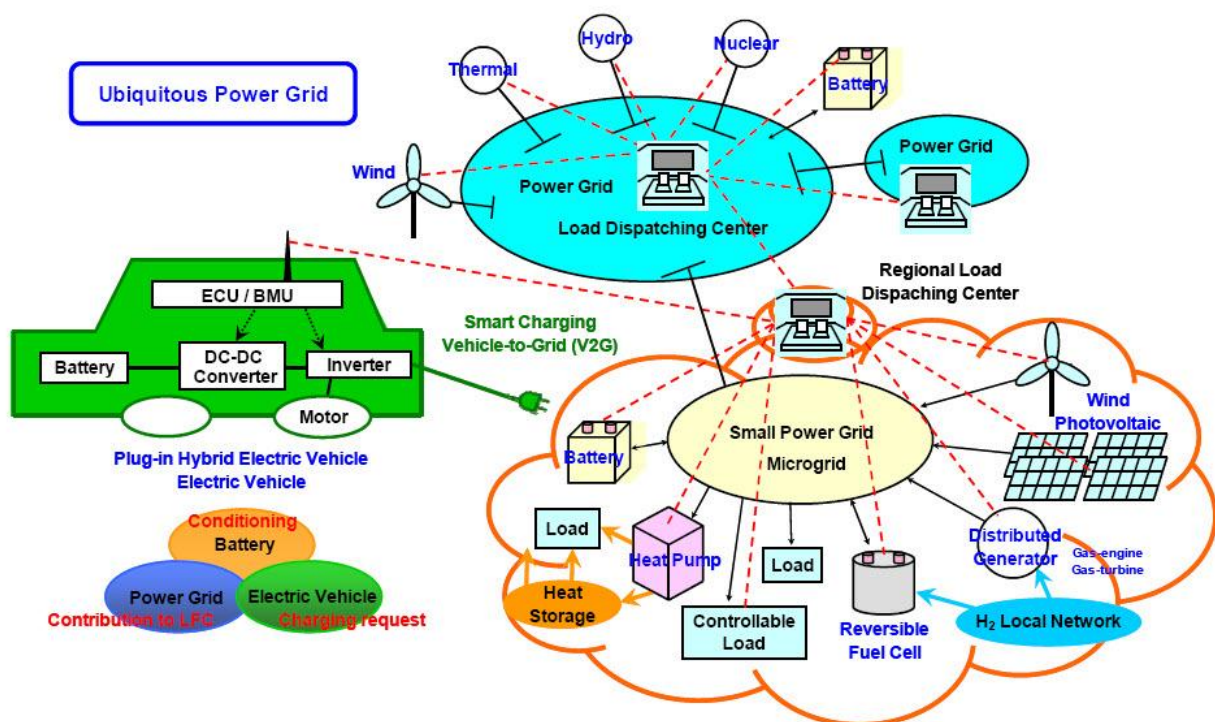 Ubiquitous Power Grid
Thermal
Hydro
Nuclear
Battery
Wind
Power Grid
Load Dispatching Center
Power Grid
ECU / BMU
Battery
DC-DC
Converter
Inverter
Motor
Smart Charging
Vehicle-to-Grid (V2G)
Plug-in Hybrid Electric Vehicle
Electric Vehicle
Regional Load
Dispaching Center
Small Power Grid
Microgrid
Battery
Wind
Photovoltaic
Load
Heat Pump
Heat
Storage
Controllable
Load
Load
Reversible
Fuel Cell
Distributed
Generator
Gas-engine
Gas-turbine
H2 Local Network
Conditioning
Battery
Power Grid
Contribution to LFC
Electric Vehicle
Charging request